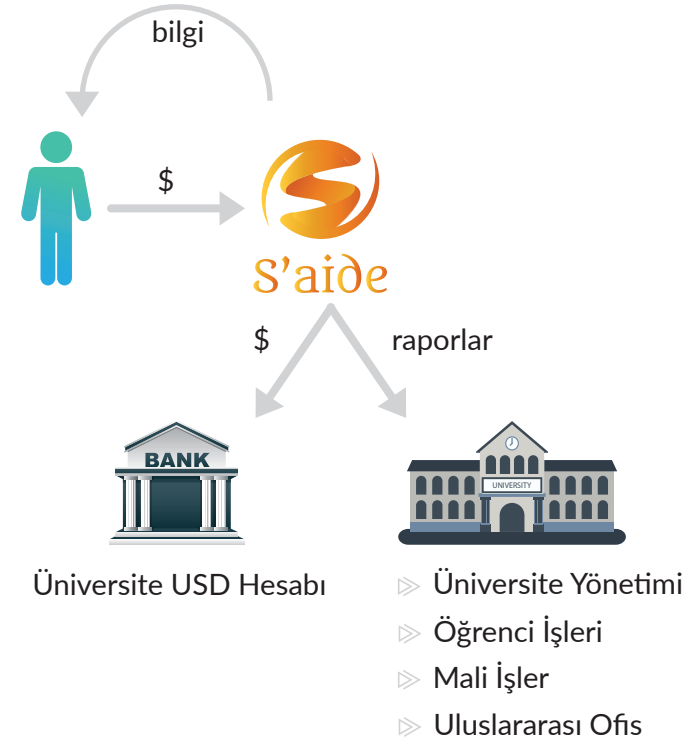 bilgi
$
S'aide
$
raporlar
BANK
UNIVERSITY
Üniversite USD Hesabı
Üniversite Yönetimi
Öğrenci İşleri
Mali İşler
Uluslararası Ofis